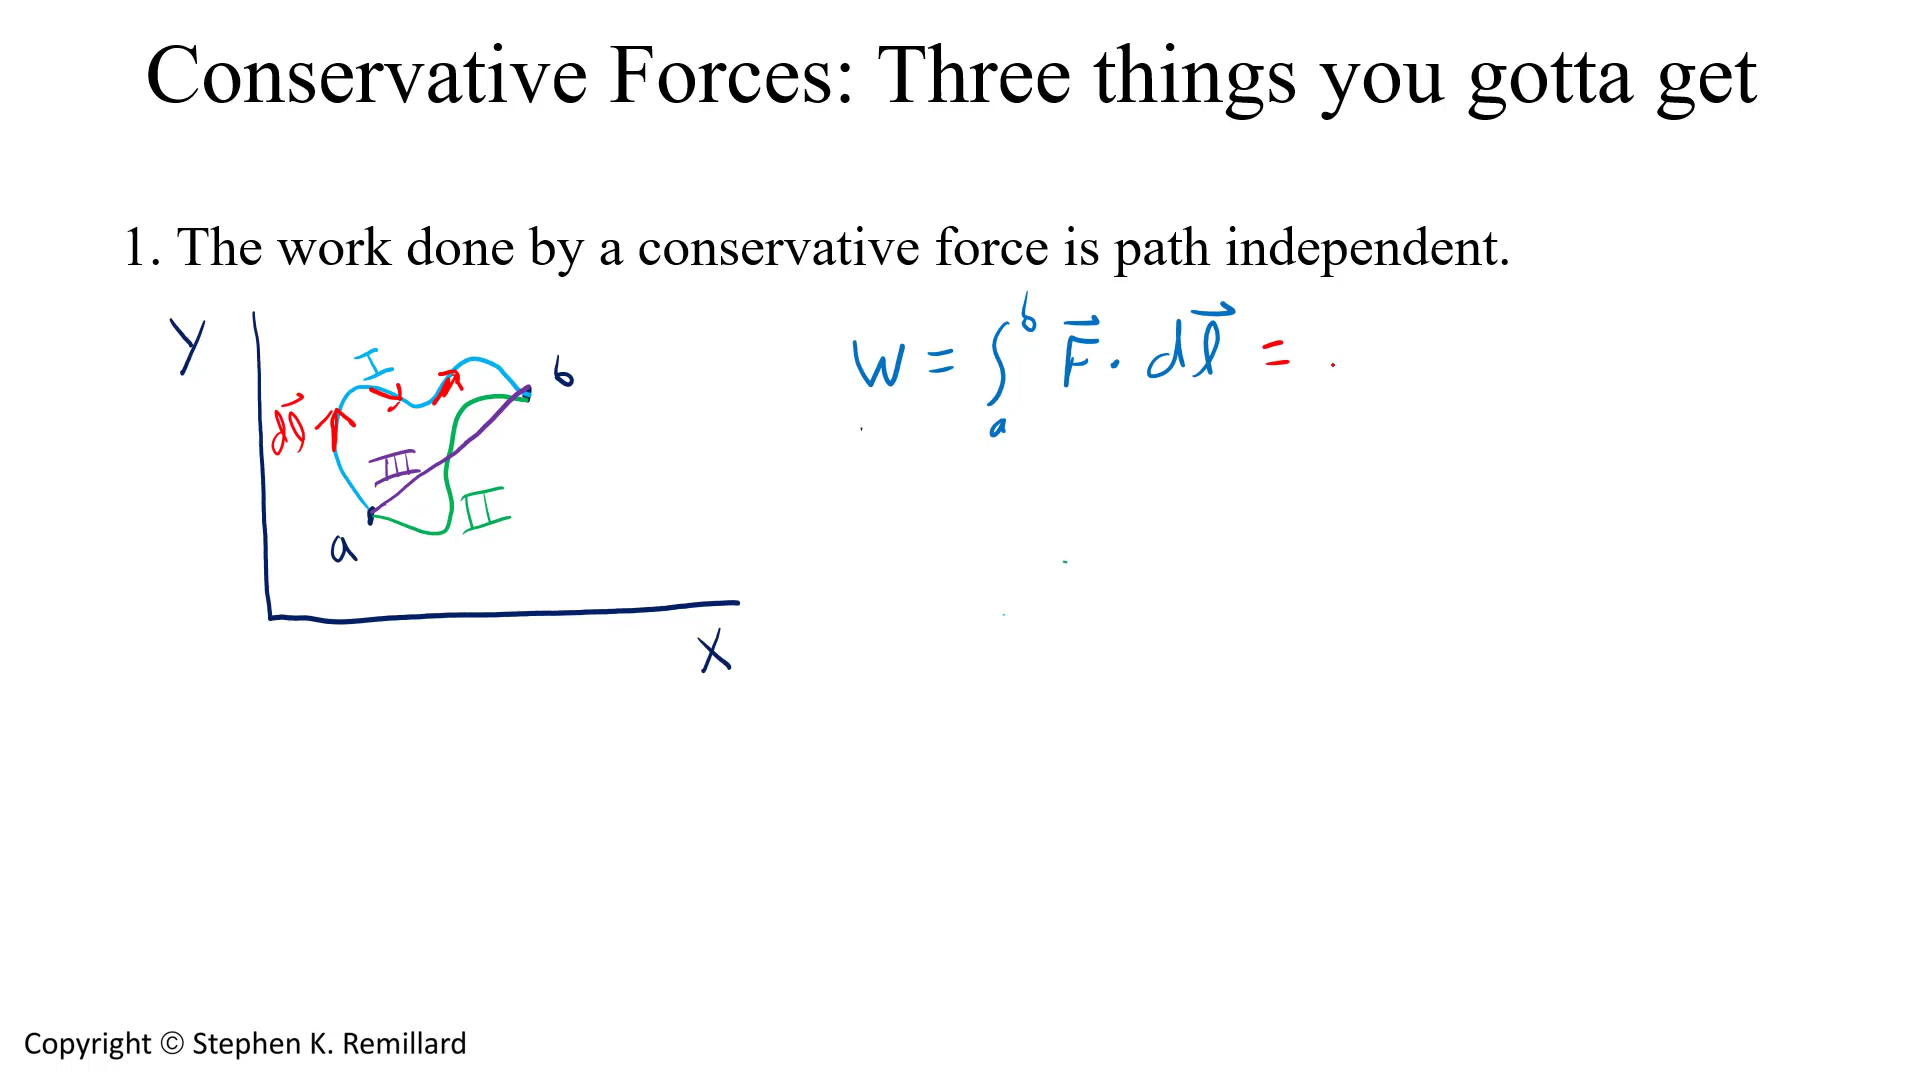 Conservative Forces: Three things you gotta get
1. The work done by a conservative force is path independent.
y
I
b
dl⃗
III
II
a
x
W = ∫ₐᵇ F⃗ · dl⃗ =
Copyright © Stephen K. Remillard